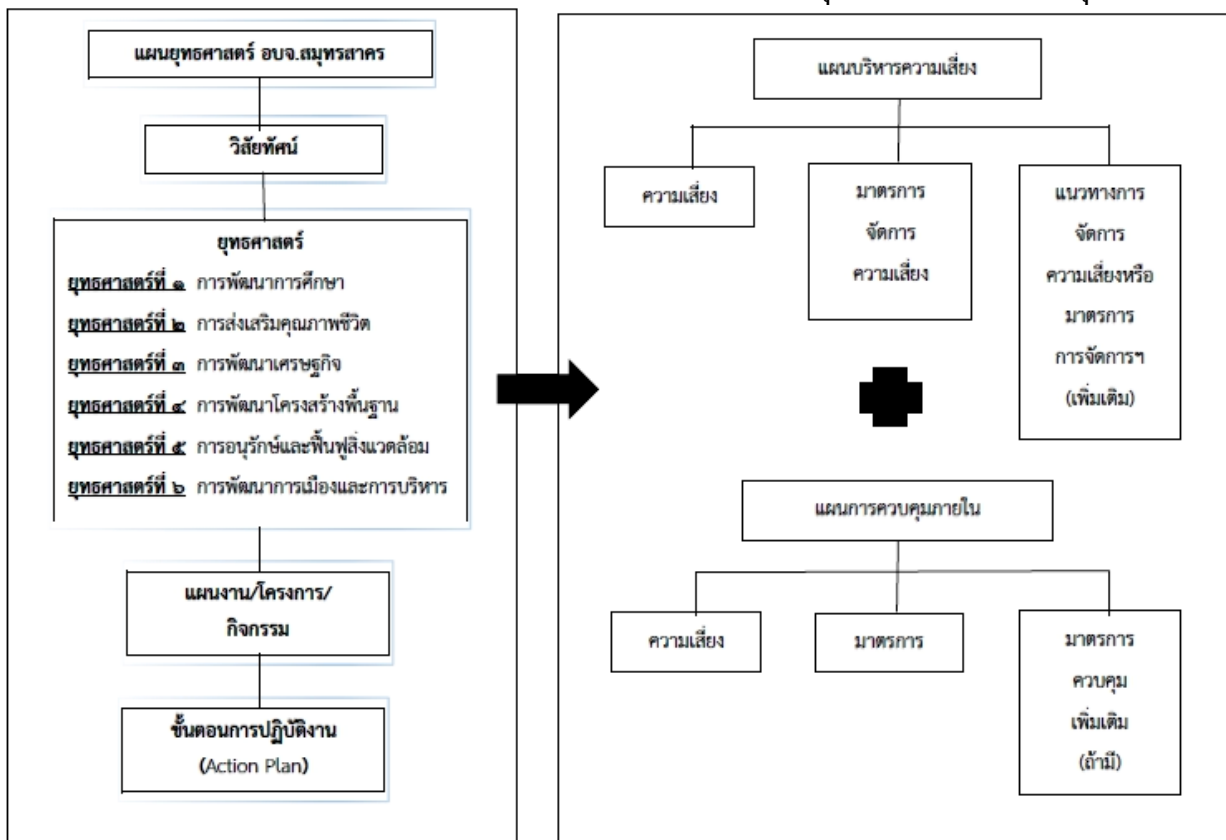 แผนยุทธศาสตร์ อบจ.สมุทรสาคร
วิสัยทัศน์
ยุทธศาสตร์
ยุทธศาสตร์ที่ ๑ การพัฒนาการศึกษา
ยุทธศาสตร์ที่ ๒ การส่งเสริมคุณภาพชีวิต
ยุทธศาสตร์ที่ ๓ การพัฒนาเศรษฐกิจ
ยุทธศาสตร์ที่ ๔ การพัฒนาโครงสร้างพื้นฐาน
ยุทธศาสตร์ที่ ๕ การอนุรักษ์และฟื้นฟูสิ่งแวดล้อม
ยุทธศาสตร์ที่ ๖ การพัฒนาการเมืองและการบริหาร
แผนงาน/โครงการ/
กิจกรรม
ขั้นตอนการปฏิบัติงาน
(Action Plan)
แผนบริหารความเสี่ยง
ความเสี่ยง
มาตรการ
จัดการ
ความเสี่ยง
แนวทางการ
จัดการ
ความเสี่ยงหรือ
มาตรการ
การจัดการฯ
(เพิ่มเติม)
แผนการควบคุมภายใน
ความเสี่ยง
มาตรการ
มาตรการ
ควบคุม
เพิ่มเติม
(ถ้ามี)